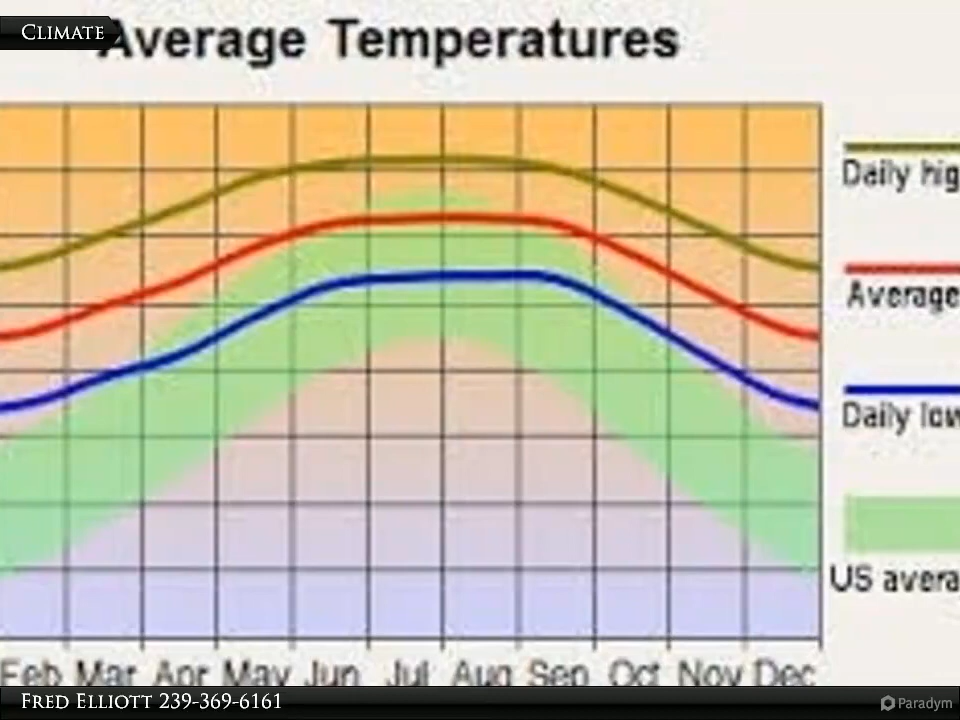 CLIMATE
Average Temperatures
Daily hig
Average
Daily low
US avera
Feb Mar Apr May Jun Jul Aug Sep Oct Nov Dec
FRED ELLIOTT 239-369-6161
Paradym